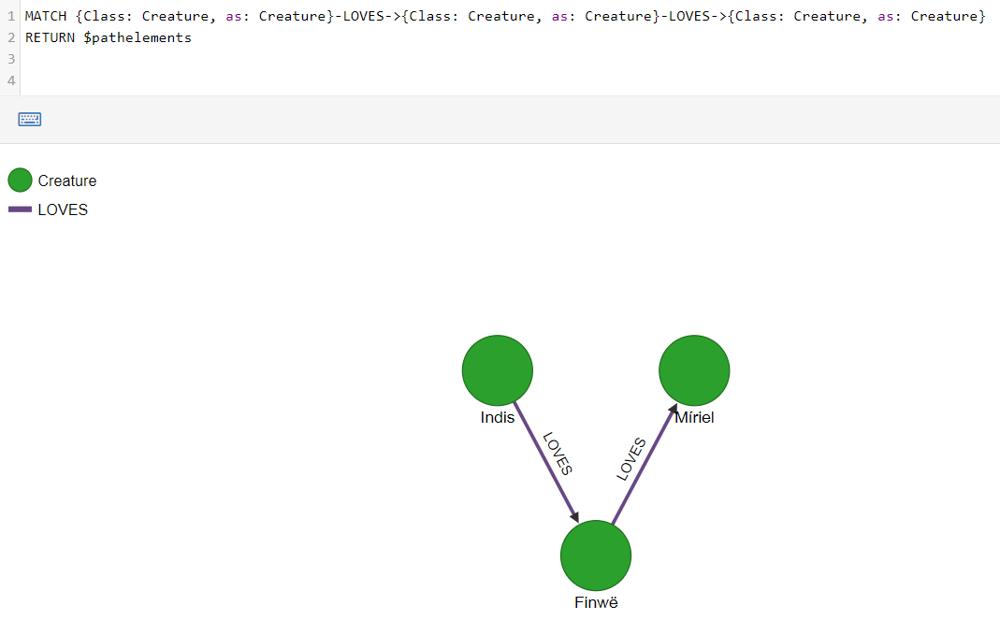 1 MATCH {Class: Creature, as: Creature}-LOVES->{Class: Creature, as: Creature}-LOVES->{Class: Creature, as: Creature}
2 RETURN $pathelements
3
4
Creature
LOVES
Indis
Míriel
LOVES
LOVES
Finwë